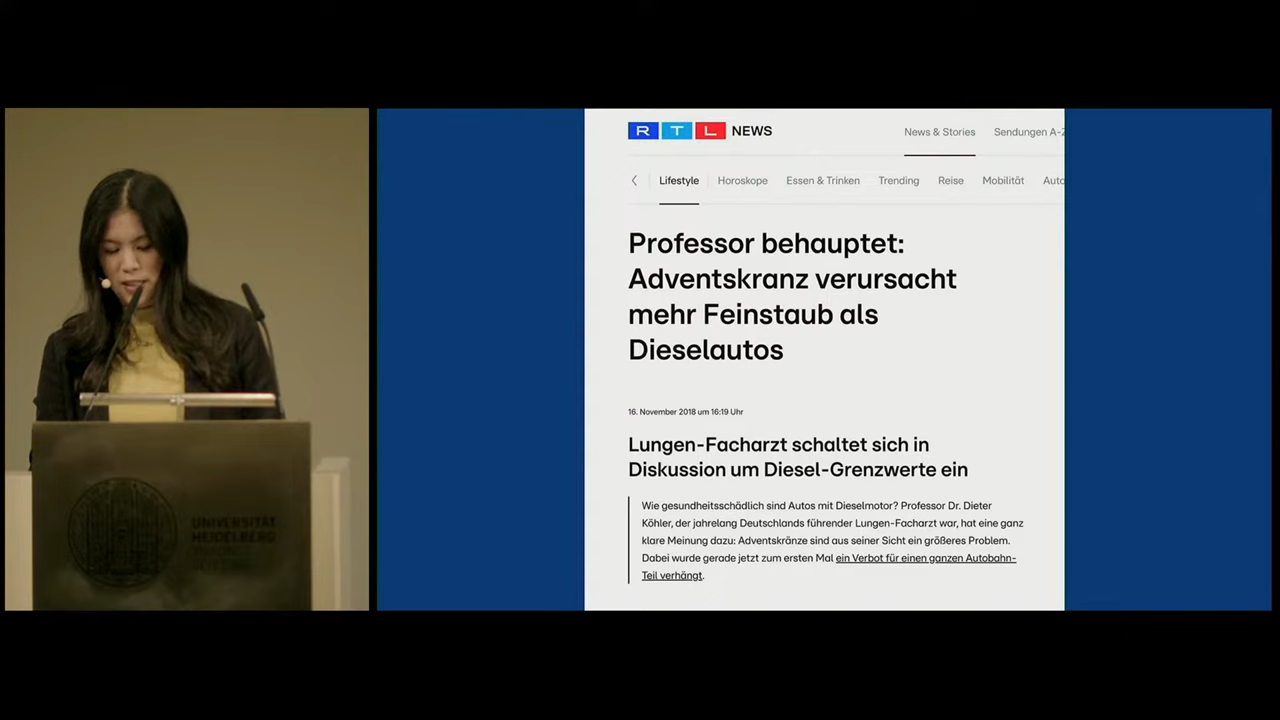 UNIVERSITÄT
HEIDELBERG
RTL NEWS
News & Stories Sendungen A-Z
Lifestyle Horoskope Essen & Trinken Trending Reise Mobilität Auto
Professor behauptet:
Adventskranz verursacht
mehr Feinstaub als
Dieselautos
16. November 2018 um 16:19 Uhr
Lungen-Facharzt schaltet sich in
Diskussion um Diesel-Grenzwerte ein
Wie gesundheitsschädlich sind Autos mit Dieselmotor? Professor Dr. Dieter
Köhler, der jahrelang Deutschlands führender Lungen-Facharzt war, hat eine ganz
klare Meinung dazu: Adventskränze sind aus seiner Sicht ein größeres Problem.
Dabei wurde gerade jetzt zum ersten Mal ein Verbot für einen ganzen Autobahn-
Teil verhängt.